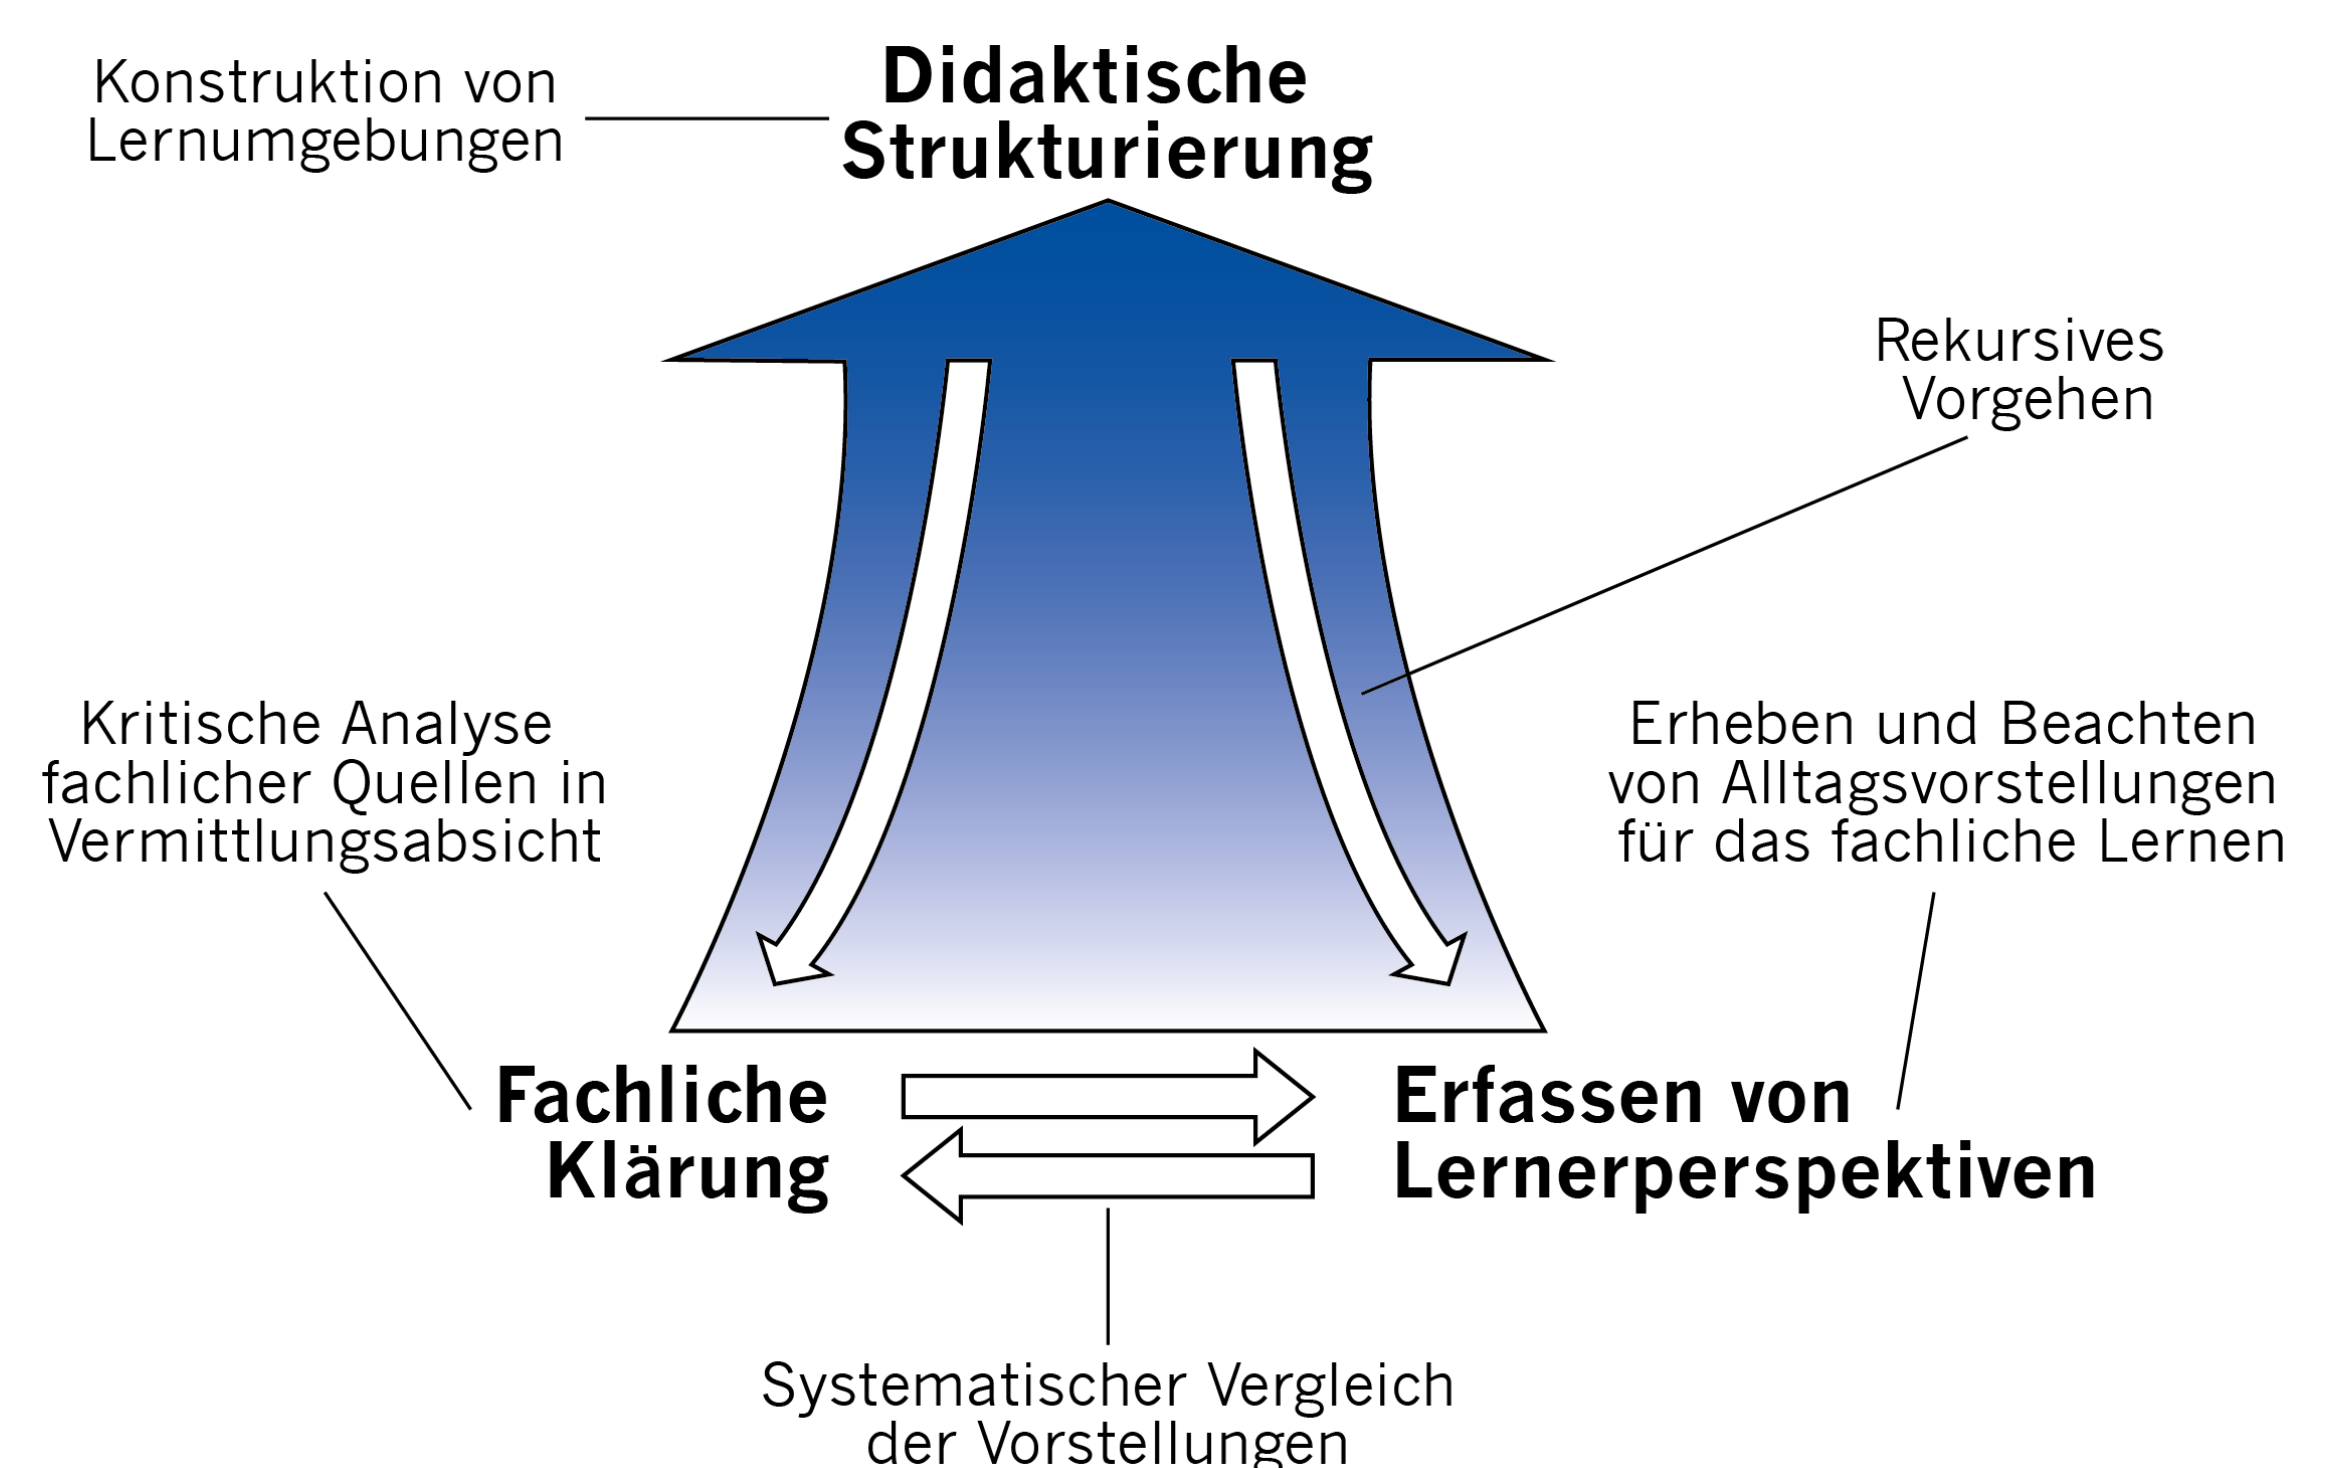 Konstruktion von
Lernumgebungen
Didaktische
Strukturierung
Rekursives
Vorgehen
Kritische Analyse
fachlicher Quellen in
Vermittlungsabsicht
Erheben und Beachten
von Alltagsvorstellungen
für das fachliche Lernen
Fachliche
Klärung
Erfassen von
Lernerperspektiven
Systematischer Vergleich
der Vorstellungen